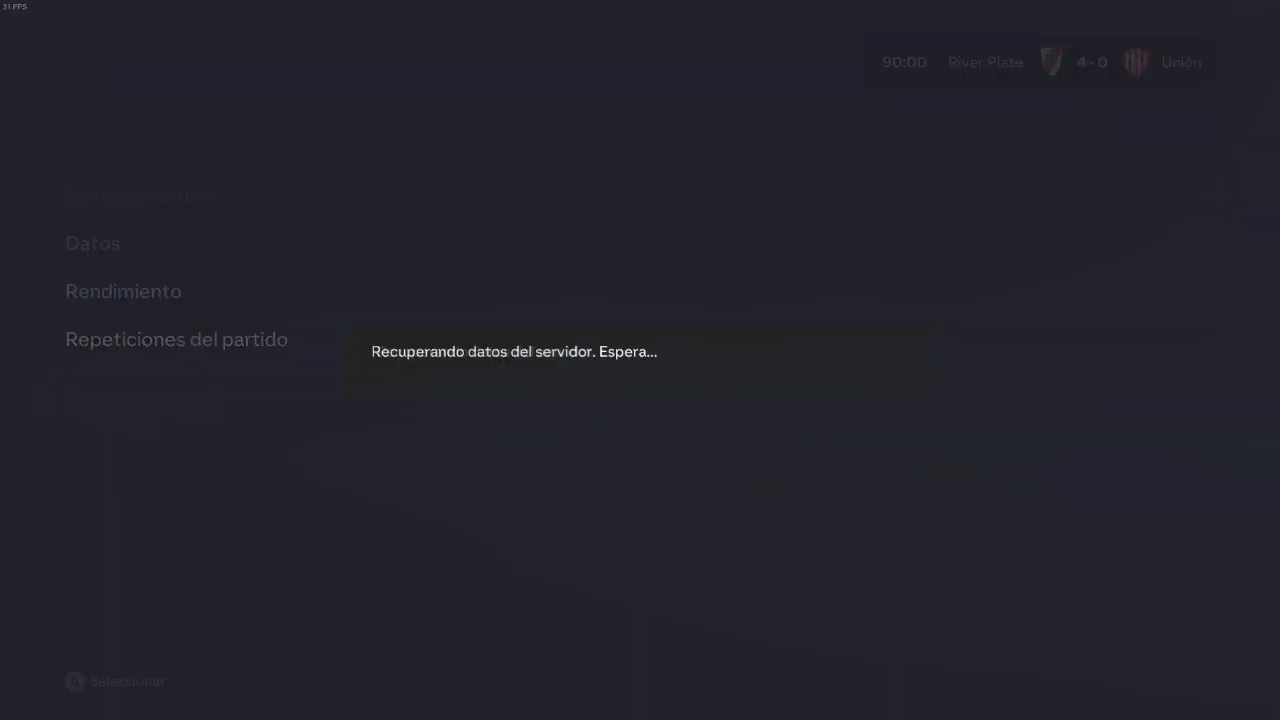 31 FPS
90:00 River Plate 4 - 0 Unión
Datos
Rendimiento
Repeticiones del partido
Recuperando datos del servidor. Espera...
Seleccionar